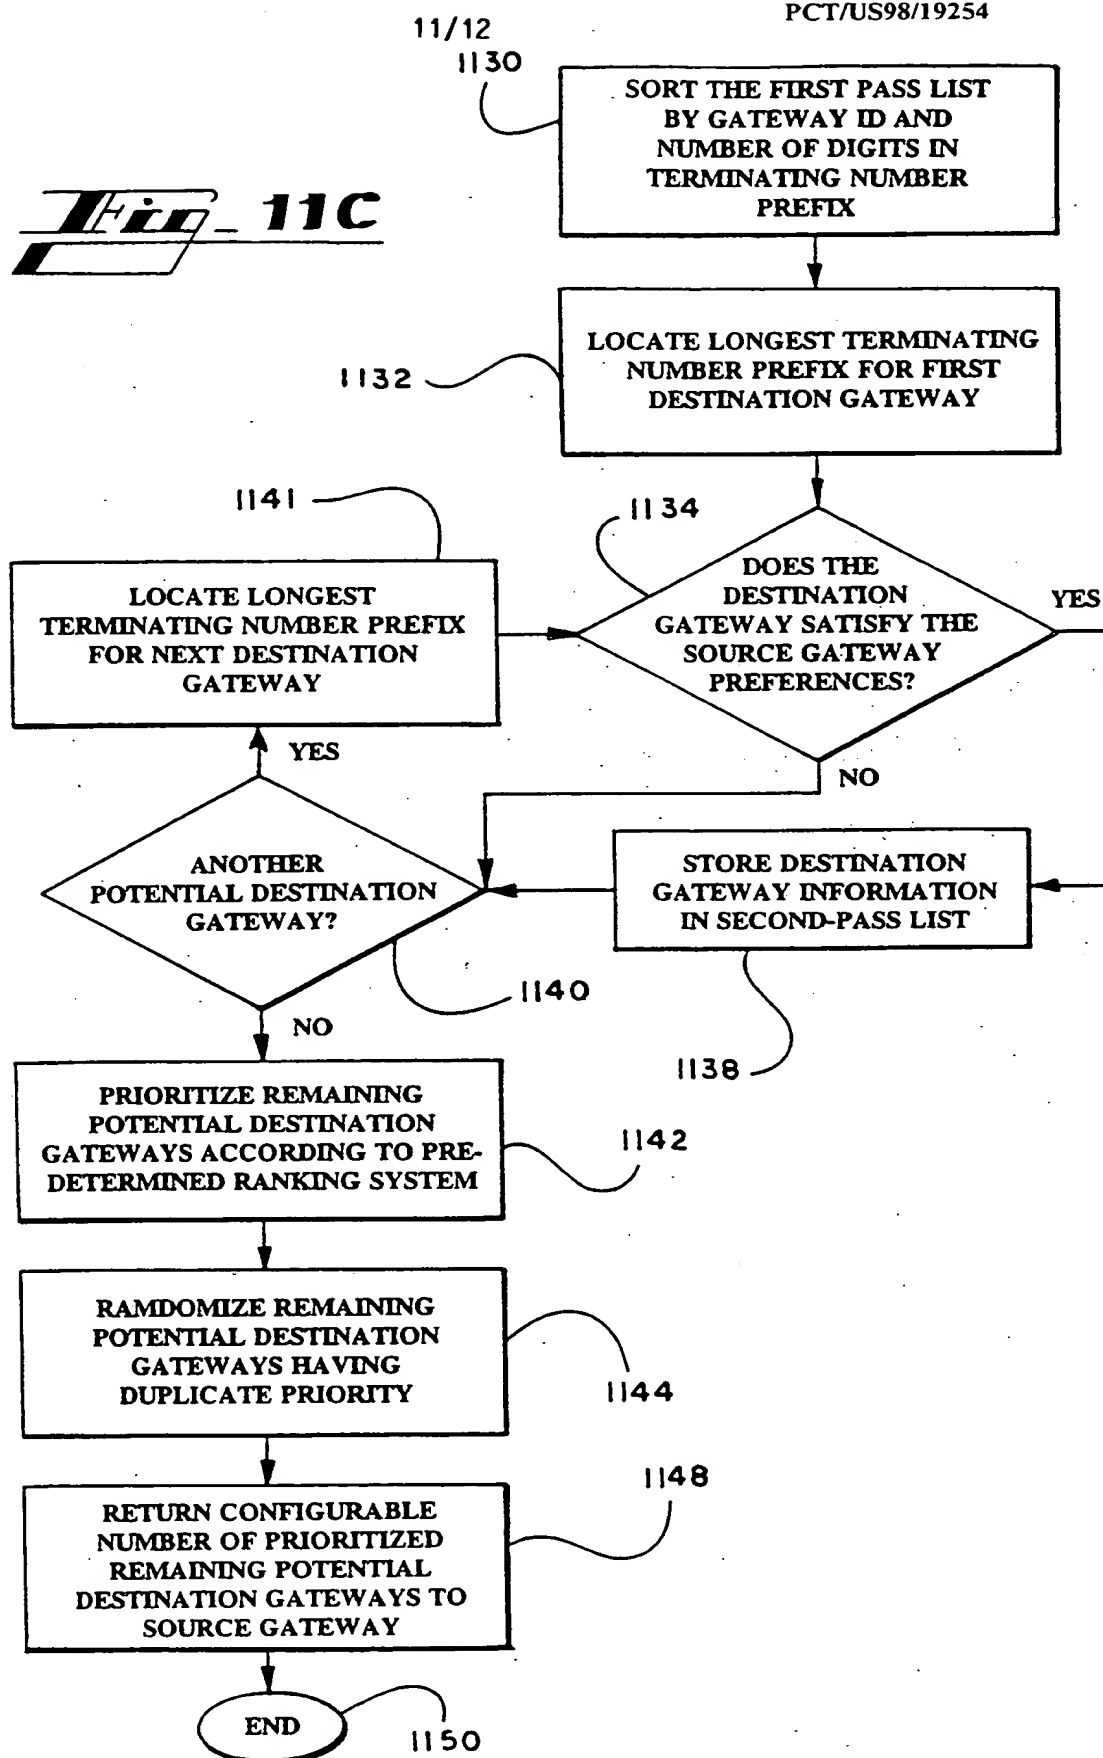 PCT/US98/19254
11/12
1130
SORT THE FIRST PASS LIST
BY GATEWAY ID AND
NUMBER OF DIGITS IN
TERMINATING NUMBER
PREFIX
Fig_ 11C
1132
LOCATE LONGEST TERMINATING
NUMBER PREFIX FOR FIRST
DESTINATION GATEWAY
1141
1134
LOCATE LONGEST
TERMINATING NUMBER PREFIX
FOR NEXT DESTINATION
GATEWAY
DOES THE
DESTINATION
GATEWAY SATISFY THE
SOURCE GATEWAY
PREFERENCES?
YES
YES
NO
ANOTHER
POTENTIAL DESTINATION
GATEWAY?
STORE DESTINATION
GATEWAY INFORMATION
IN SECOND-PASS LIST
1140
NO
1138
PRIORITIZE REMAINING
POTENTIAL DESTINATION
GATEWAYS ACCORDING TO PRE-
DETERMINED RANKING SYSTEM
1142
RAMDOMIZE REMAINING
POTENTIAL DESTINATION
GATEWAYS HAVING
DUPLICATE PRIORITY
1144
1148
RETURN CONFIGURABLE
NUMBER OF PRIORITIZED
REMAINING POTENTIAL
DESTINATION GATEWAYS TO
SOURCE GATEWAY
END
1150